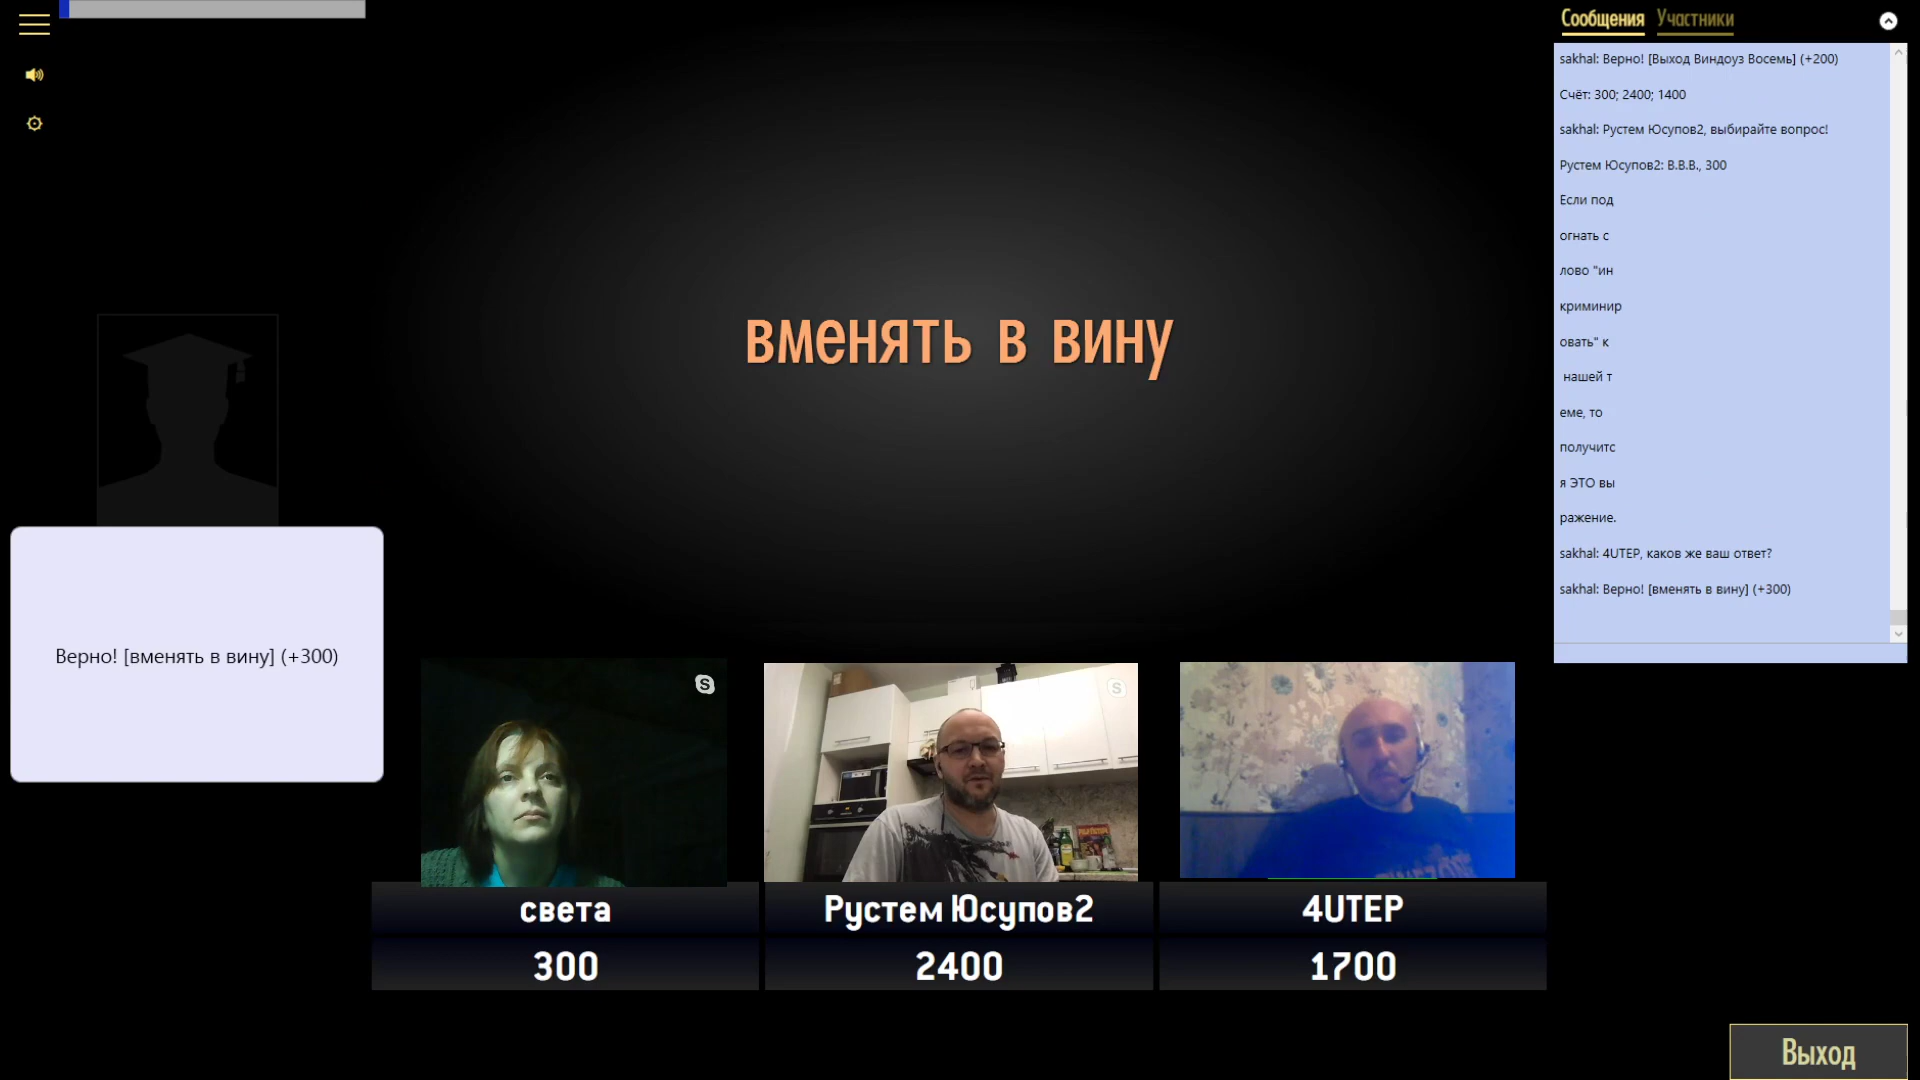 Сообщения Участники
sakhal: Верно! [Выход Виндоуз Восемь] (+200)
Счёт: 300; 2400; 1400
sakhal: Рустем Юсупов2, выбирайте вопрос!
Рустем Юсупов2: В.В.В., 300
Если под
огнать с
лово "ин
криминир
овать" к
нашей т
еме, то
получитс
я ЭТО вы
ражение.
sakhal: 4UTEP, каков же ваш ответ?
sakhal: Верно! [вменять в вину] (+300)
вменять в вину
Верно! [вменять в вину] (+300)
света
300
Рустем Юсупов2
2400
4UTEP
1700
Выход